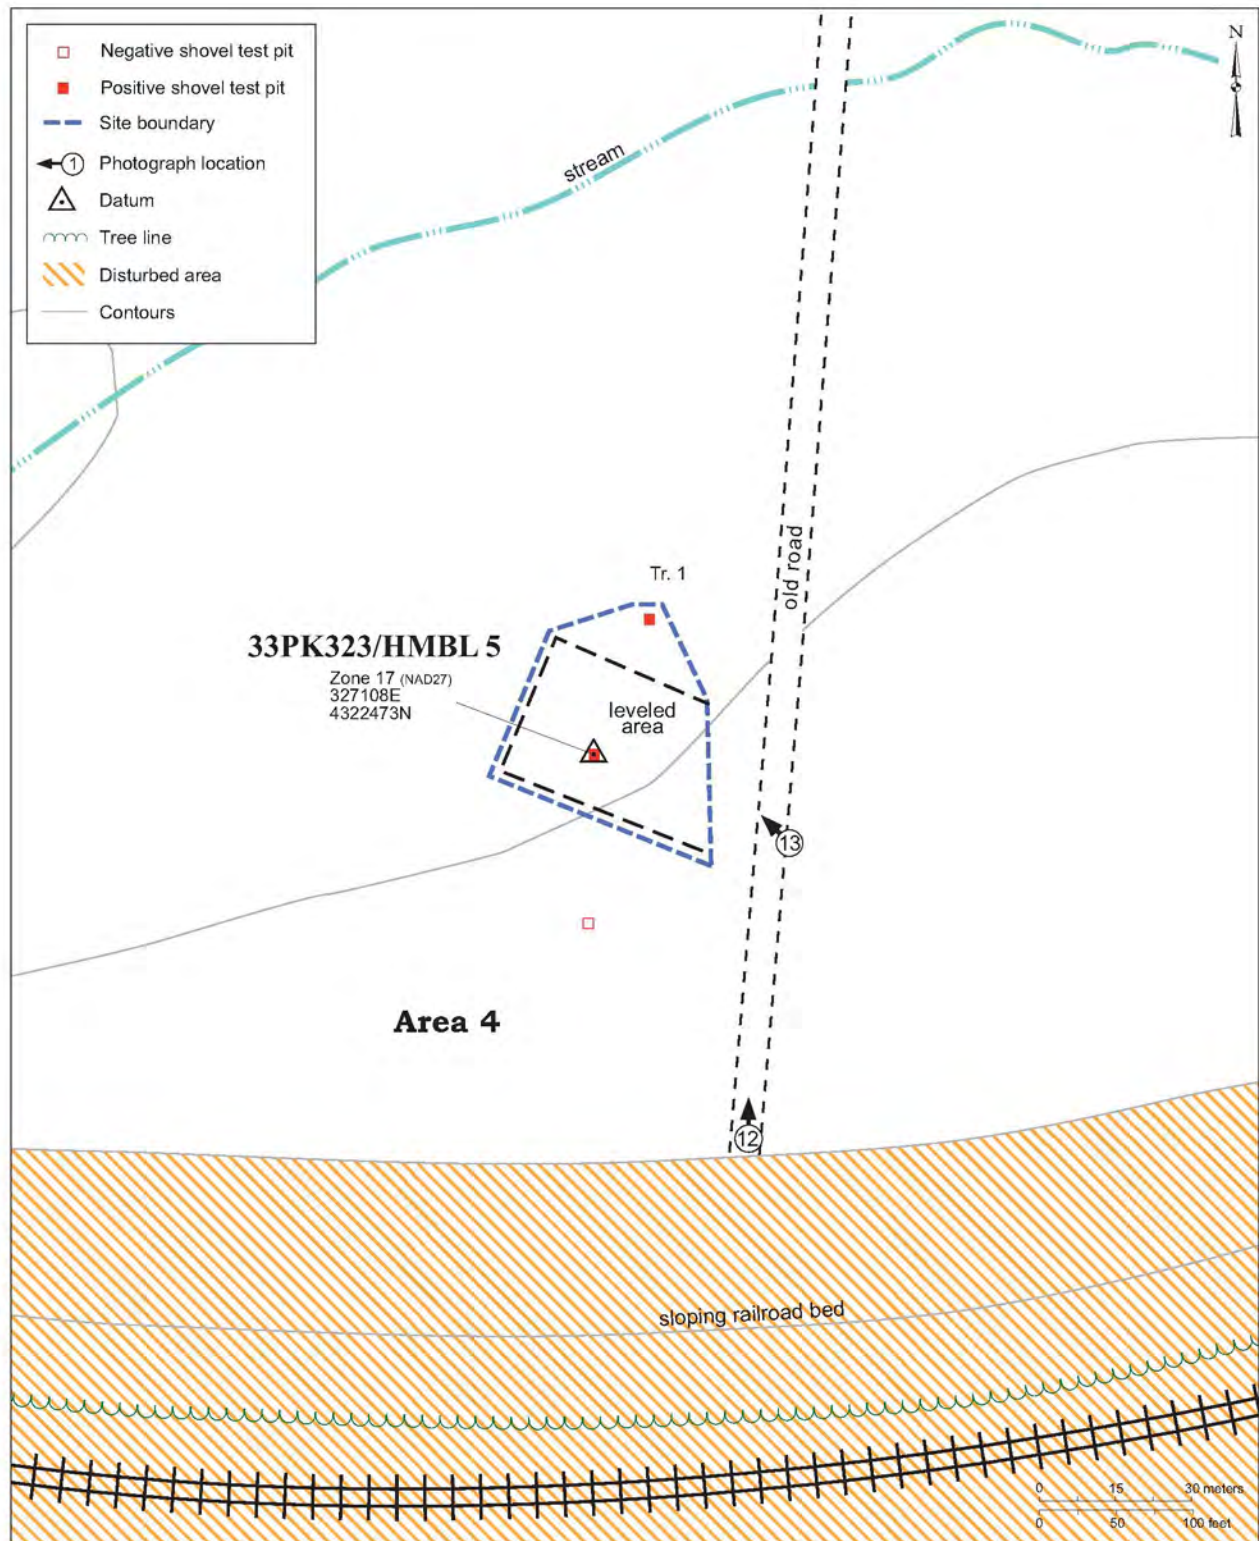 Negative shovel test pit
Positive shovel test pit
Site boundary
1 Photograph location
Datum
Tree line
Disturbed area
Contours
N
stream
old road
Tr. 1
33PK323/HMBL 5
Zone 17 (NAD27)
327108E
4322473N
leveled
area
13
Area 4
12
sloping railroad bed
0 15 30 meters
0 50 100 feet